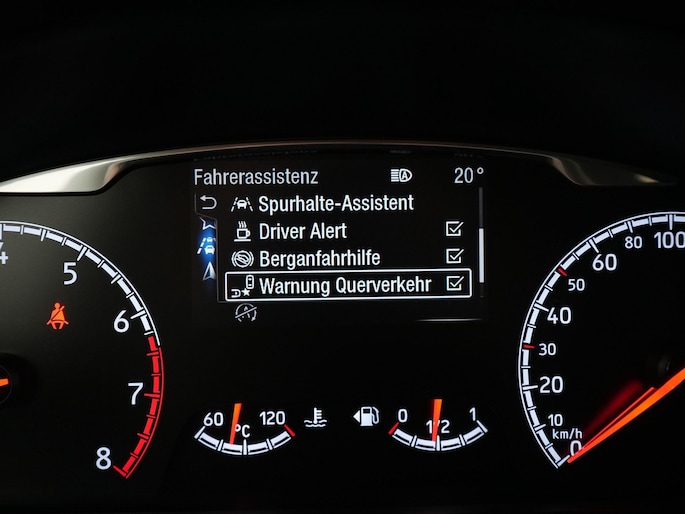 Fahrerassistenz 20°
Spurhalte-Assistent
Driver Alert
Berganfahrhilfe
Warnung Querverkehr
4
5
6
7
8
60 °C 120
0 1/2 1
0
10
20
30
40
50
60
80
100
km/h